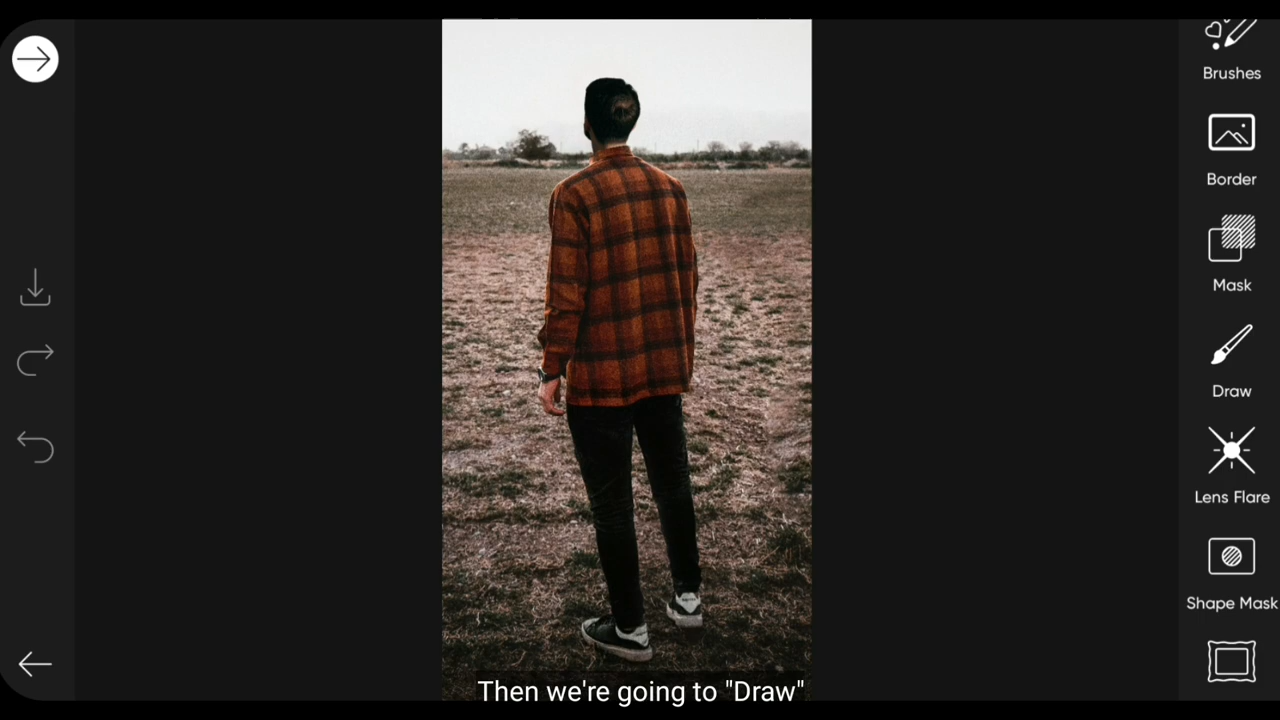 Brushes
Border
Mask
Draw
Lens Flare
Shape Mask
Then we're going to "Draw"